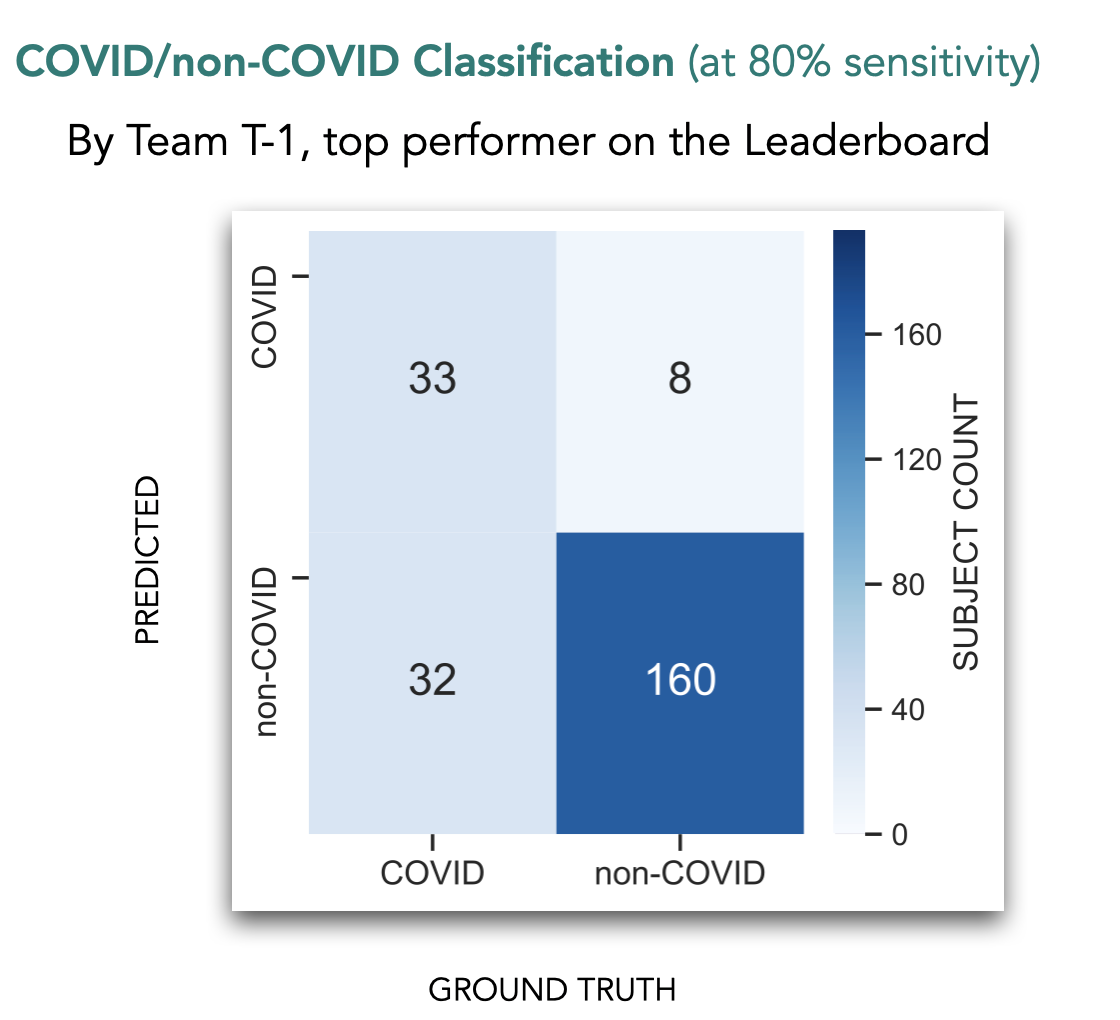 COVID/non-COVID Classification (at 80% sensitivity)
By Team T-1, top performer on the Leaderboard
COVID
33
8
160
120
80
40
0
SUBJECT COUNT
PREDICTED
non-COVID
32
160
COVID
non-COVID
GROUND TRUTH